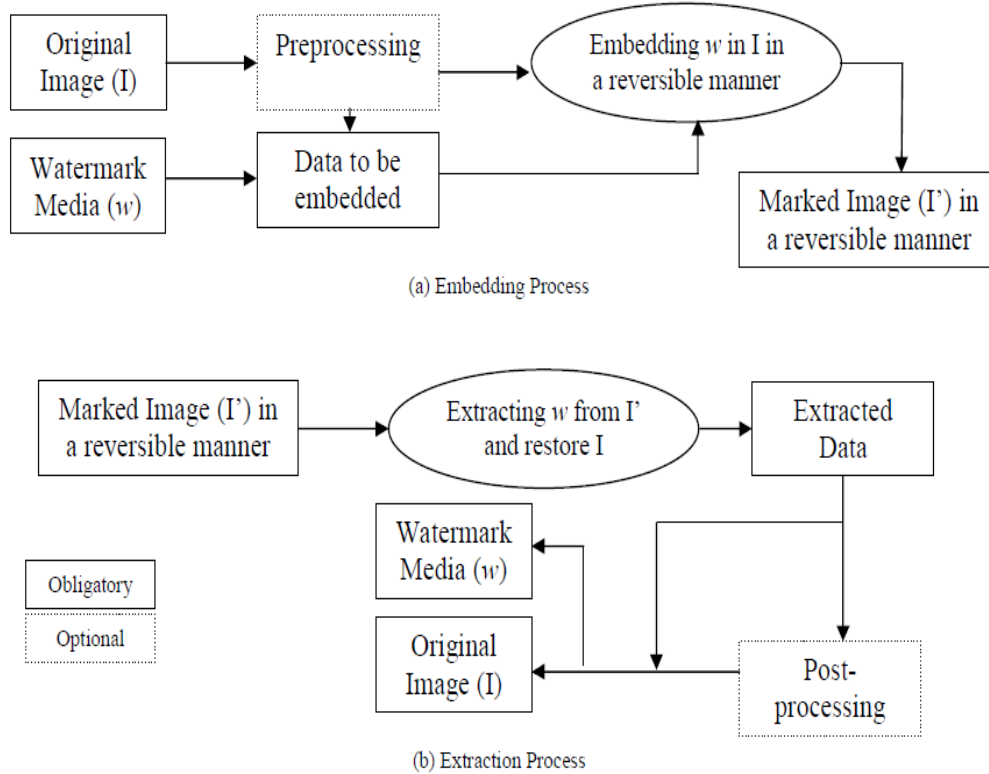 Original
Image (I)
Preprocessing
Embedding w in I in
a reversible manner
Watermark
Media (w)
Data to be
embedded
Marked Image (I’) in
a reversible manner
(a) Embedding Process
Marked Image (I’) in
a reversible manner
Extracting w from I’
and restore I
Extracted
Data
Watermark
Media (w)
Obligatory
Optional
Original
Image (I)
Post-
processing
(b) Extraction Process